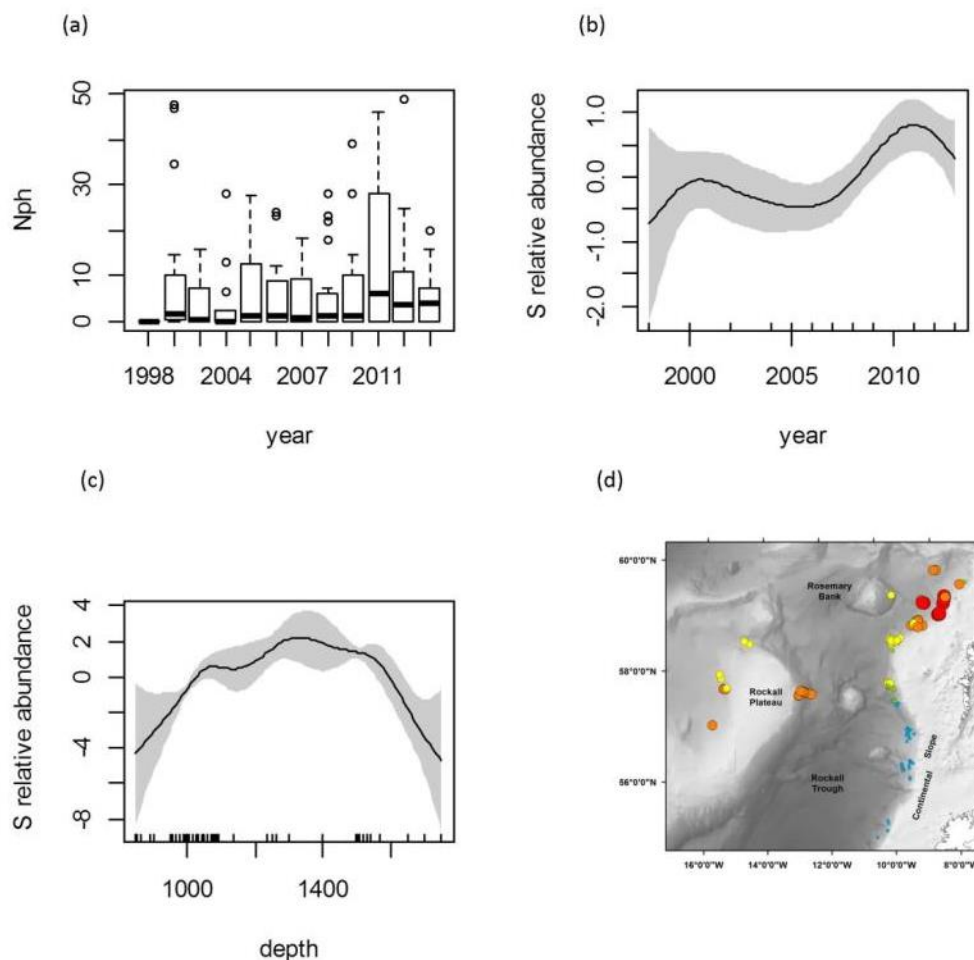 (a)
50
30
10
0
Nph
1998 2004 2007 2011
year
(b)
1.0
0.0
-1.0
-2.0
S relative abundance
2000 2005 2010
year
(c)
4
2
0
-4
-8
S relative abundance
1000 1400
depth
(d)
60°0'0"N
58°0'0"N
56°0'0"N
Rosemary
Bank
Rockall
Plateau
Rockall
Trough
Continental Slope
16°0'0"W 14°0'0"W 12°0'0"W 10°0'0"W 8°0'0"W